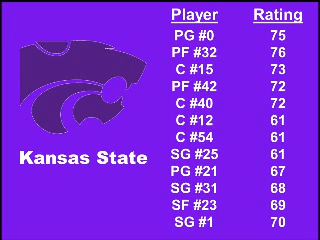 Player Rating
PG #0 75
PF #32 76
C #15 73
PF #42 72
C #40 72
C #12 61
C #54 61
SG #25 61
PG #21 67
SG #31 68
SF #23 69
SG #1 70
Kansas State